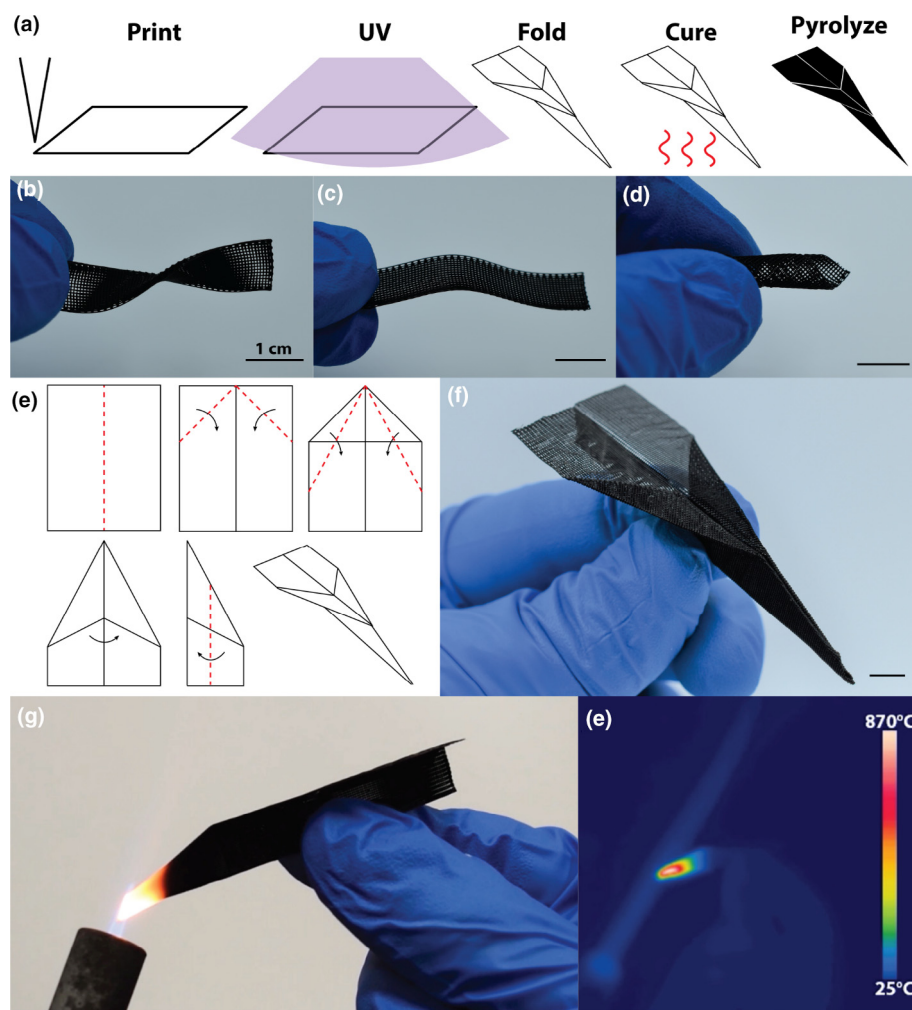 (a)
Print
UV
Fold
Cure
Pyrolyze
(b)
1 cm
(c)
(d)
(e)
(f)
(g)
(e)
870°C
25°C